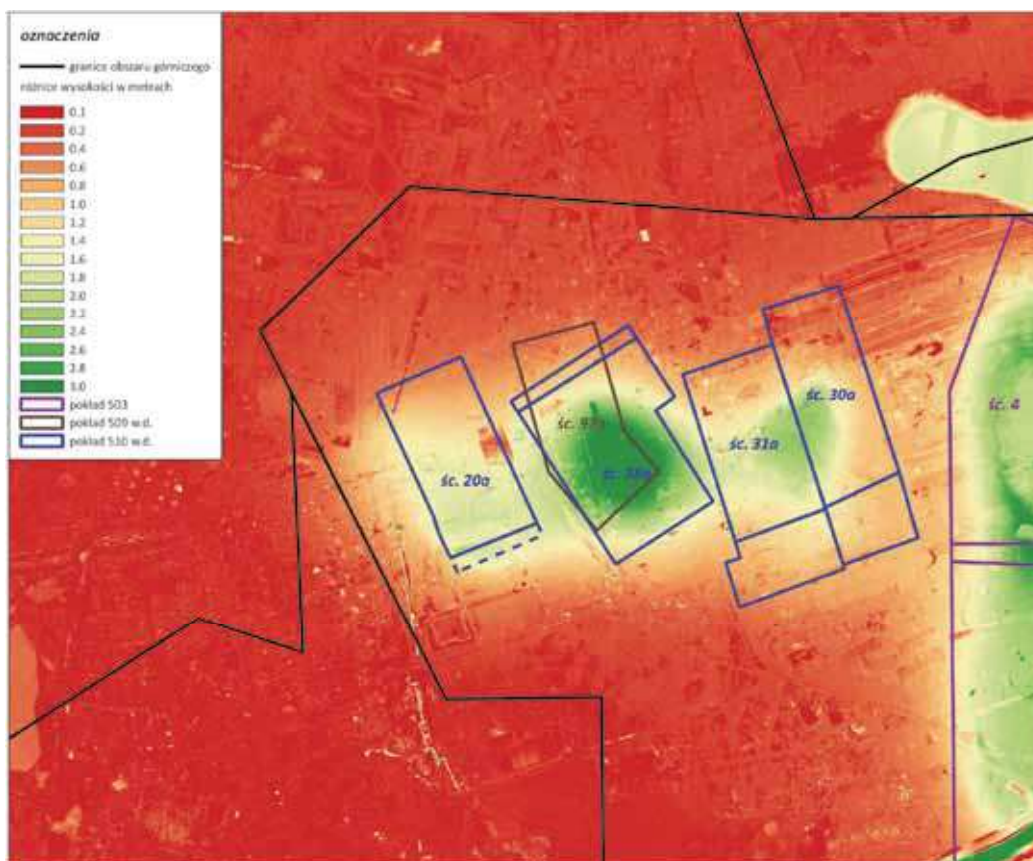 oznaczenia
granice obszaru górniczego
różnice wysokości w metrach
0.1
0.2
0.4
0.6
0.8
1.0
1.2
1.4
1.6
1.8
2.0
2.2
2.4
2.6
2.8
3.0
pokład 503
pokład 509 w.d.
pokład 510 w.d.
śc. 30a
śc. 4
śc.
śc. 31a
śc. 20a